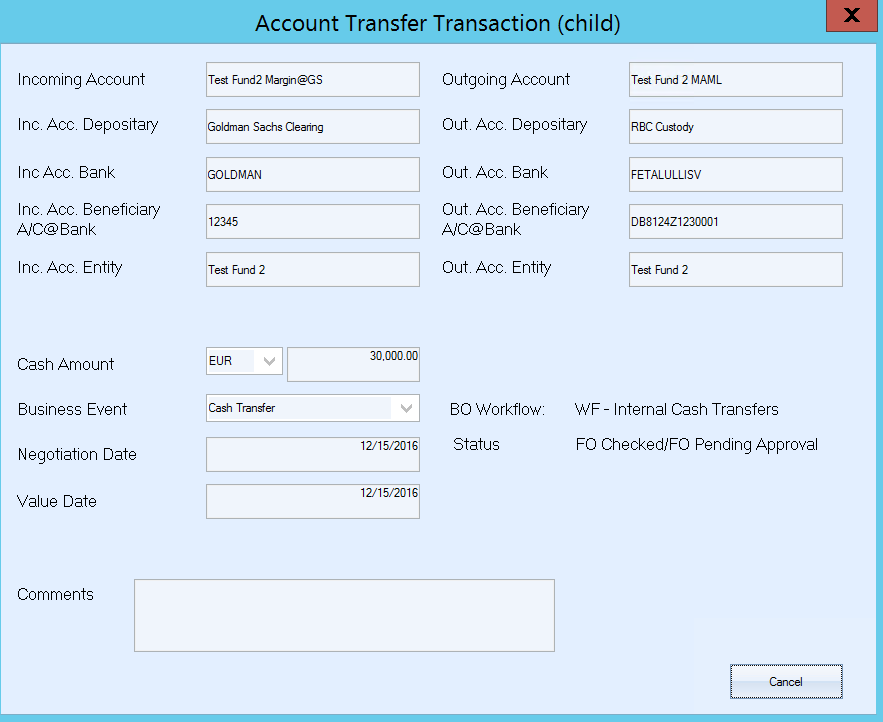 Account Transfer Transaction (child)
X
Incoming Account
Test Fund2 Margin@GS
Outgoing Account
Test Fund 2 MAML
Inc. Acc. Depositary
Goldman Sachs Clearing
Out. Acc. Depositary
RBC Custody
Inc Acc. Bank
GOLDMAN
Out. Acc. Bank
FETALULLISV
Inc. Acc. Beneficiary
A/C@Bank
12345
Out. Acc. Beneficiary
A/C@Bank
DB8124Z1230001
Inc. Acc. Entity
Test Fund 2
Out. Acc. Entity
Test Fund 2
Cash Amount
EUR
30,000.00
Business Event
Cash Transfer
BO Workflow:
WF - Internal Cash Transfers
Negotiation Date
12/15/2016
Status
FO Checked/FO Pending Approval
Value Date
12/15/2016
Comments
Cancel